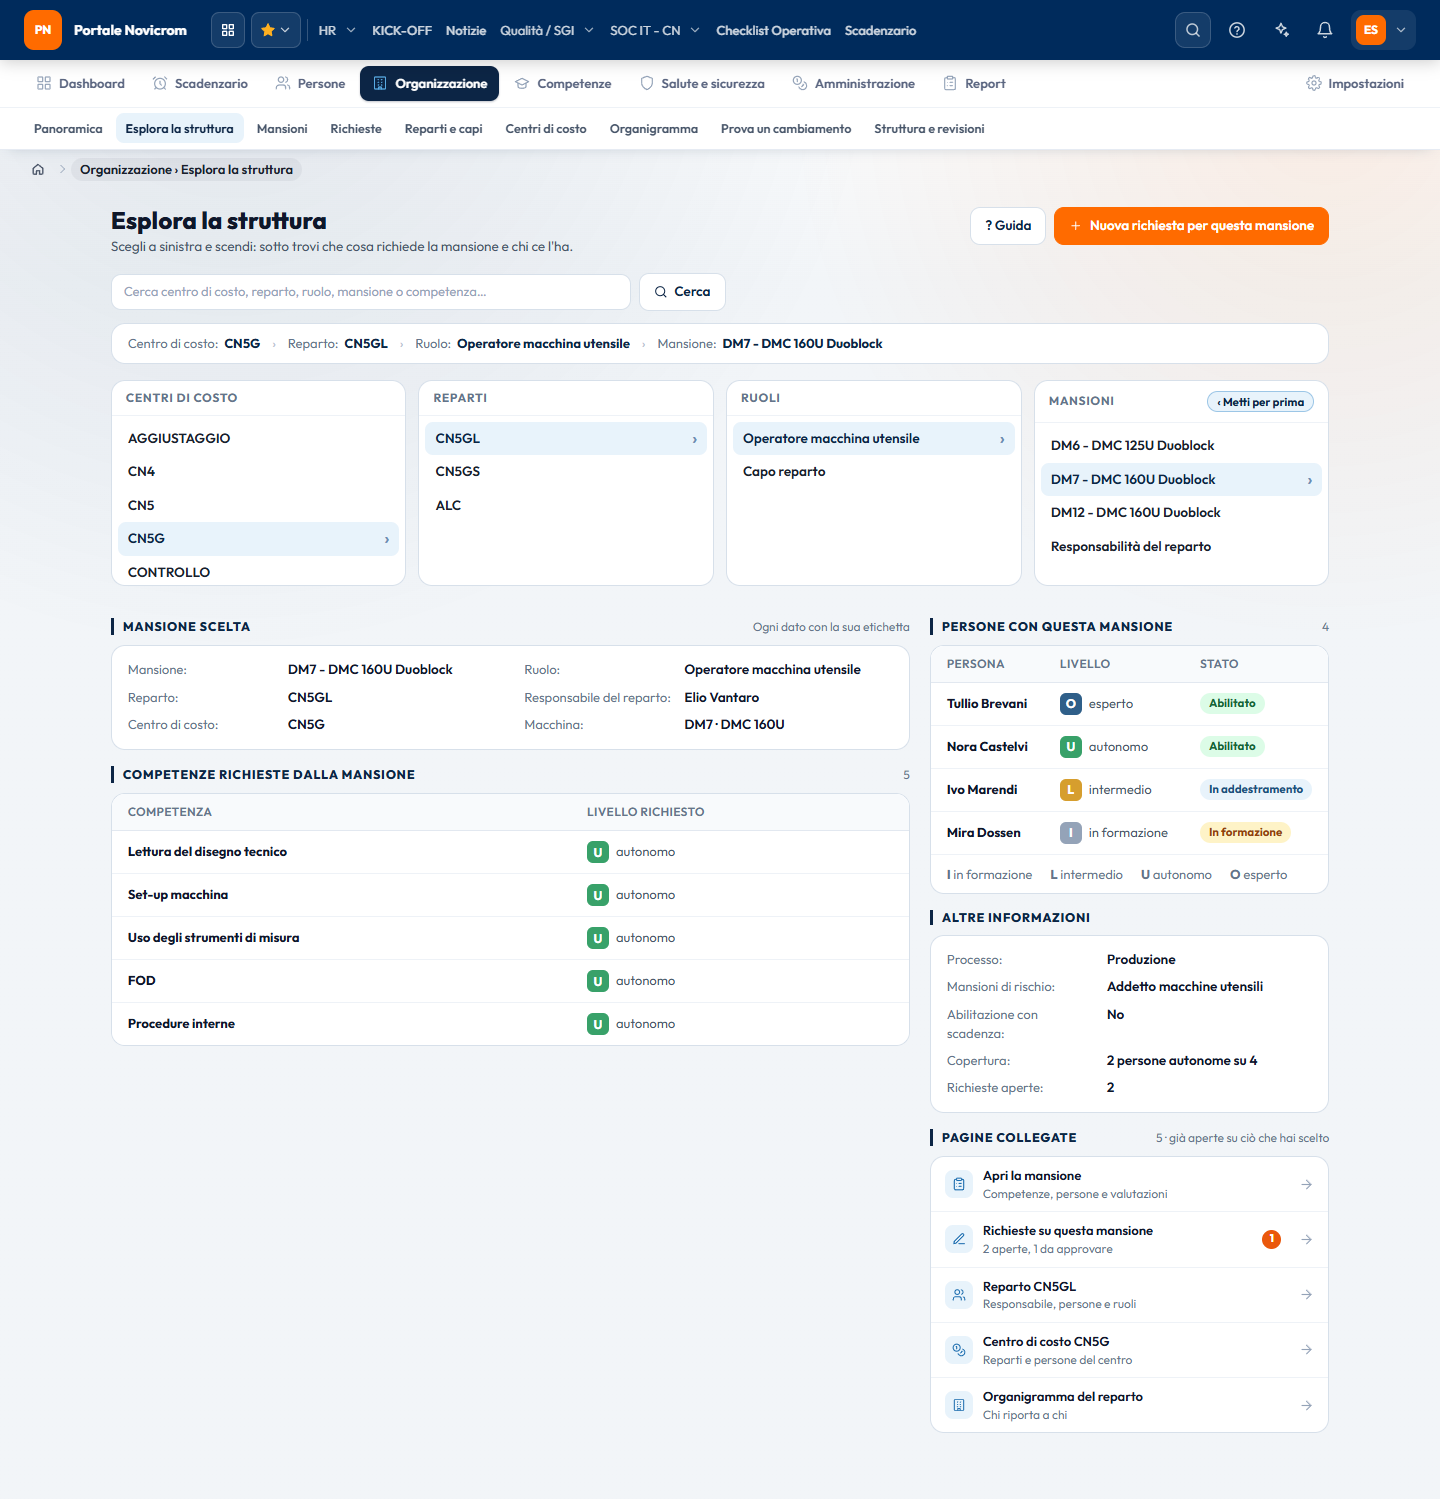 PN Portale Novicrom HR KICK-OFF Notizie Qualità / SGI SOC IT - CN Checklist Operativa Scadenzario ES
Dashboard Scadenzario Persone Organizzazione Competenze Salute e sicurezza Amministrazione Report Impostazioni
Panoramica Esplora la struttura Mansioni Richieste Reparti e capi Centri di costo Organigramma Prova un cambiamento Struttura e revisioni
Organizzazione › Esplora la struttura
Esplora la struttura
Scegli a sinistra e scendi: sotto trovi che cosa richiede la mansione e chi ce l'ha.
? Guida
+ Nuova richiesta per questa mansione
Cerca centro di costo, reparto, ruolo, mansione o competenza...
Cerca
Centro di costo: CN5G › Reparto: CN5GL › Ruolo: Operatore macchina utensile › Mansione: DM7 - DMC 160U Duoblock
CENTRI DI COSTO
AGGIUSTAGGIO
CN4
CN5
CN5G ›
CONTROLLO
REPARTI
CN5GL ›
CN5GS
ALC
RUOLI
Operatore macchina utensile ›
Capo reparto
MANSIONI
‹ Metti per prima
DM6 - DMC 125U Duoblock
DM7 - DMC 160U Duoblock ›
DM12 - DMC 160U Duoblock
Responsabilità del reparto
MANSIONE SCELTA
Ogni dato con la sua etichetta
Mansione: DM7 - DMC 160U Duoblock Ruolo: Operatore macchina utensile
Reparto: CN5GL Responsabile del reparto: Elio Vantaro
Centro di costo: CN5G Macchina: DM7 · DMC 160U
COMPETENZE RICHIESTE DALLA MANSIONE 5
COMPETENZA LIVELLO RICHIESTO
Lettura del disegno tecnico U autonomo
Set-up macchina U autonomo
Uso degli strumenti di misura U autonomo
FOD U autonomo
Procedure interne U autonomo
PERSONE CON QUESTA MANSIONE 4
PERSONA LIVELLO STATO
Tullio Brevani O esperto Abilitato
Nora Castelvi U autonomo Abilitato
Ivo Marendi L intermedio In addestramento
Mira Dossen I in formazione In formazione
I in formazione L intermedio U autonomo O esperto
ALTRE INFORMAZIONI
Processo: Produzione
Mansioni di rischio: Addetto macchine utensili
Abilitazione con No
scadenza:
Copertura: 2 persone autonome su 4
Richieste aperte: 2
PAGINE COLLEGATE 5 · già aperte su ciò che hai scelto
Apri la mansione
Competenze, persone e valutazioni
Richieste su questa mansione 1
2 aperte, 1 da approvare
Reparto CN5GL
Responsabile, persone e ruoli
Centro di costo CN5G
Reparti e persone del centro
Organigramma del reparto
Chi riporta a chi